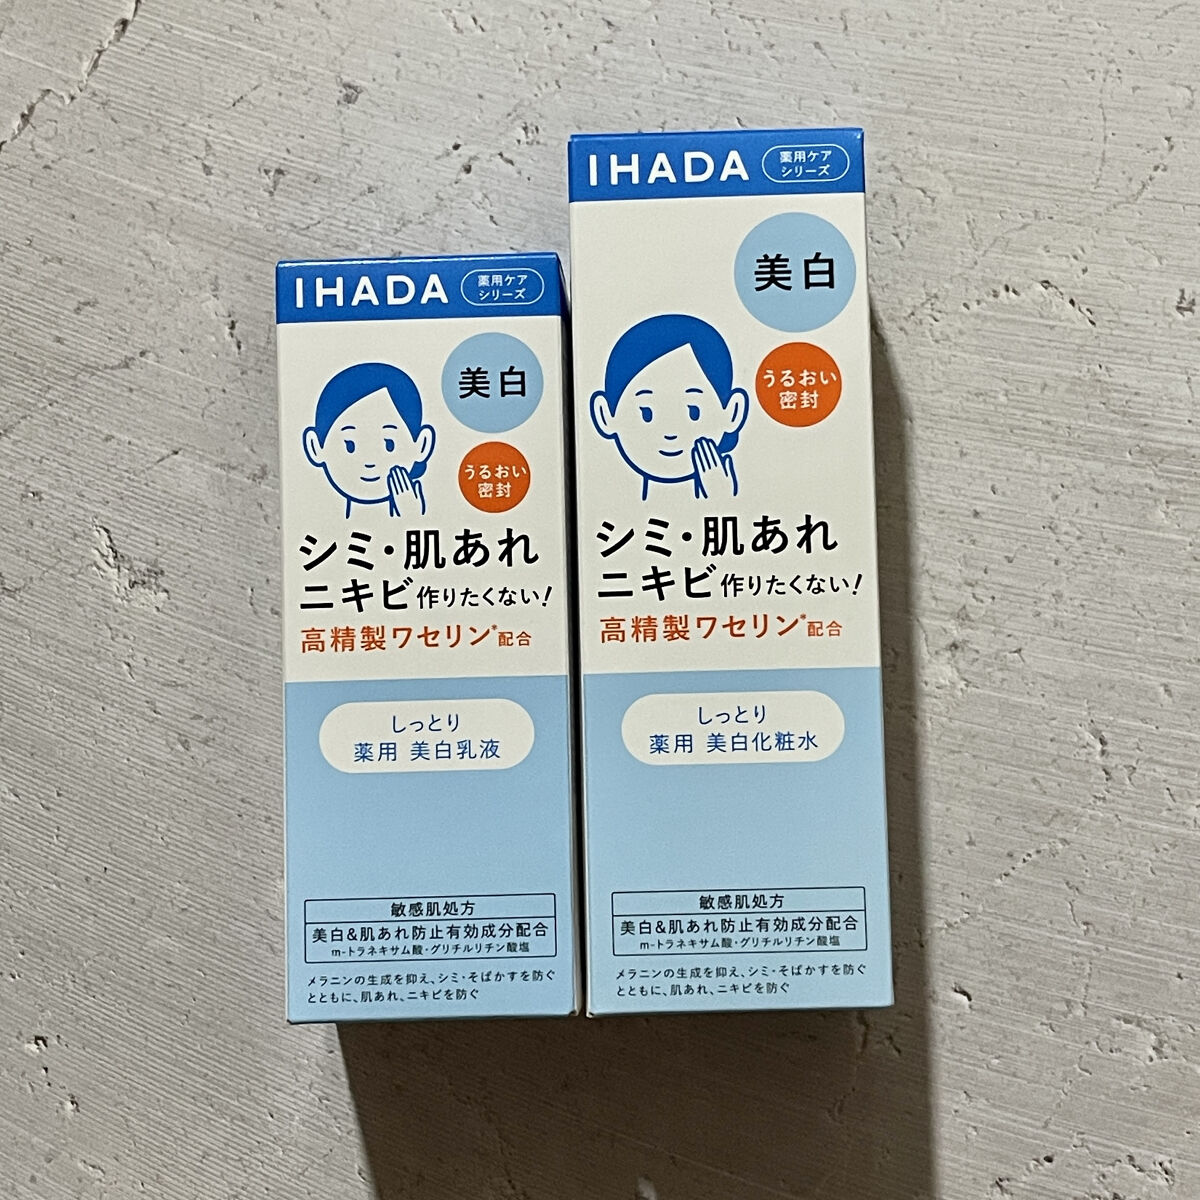 IHADA
薬用ケア
シリーズ
美白
うるおい
密封
シミ・肌あれ
ニキビ作りたくない!
高精製ワセリン*配合
しっとり
薬用 美白乳液
敏感肌処方
美白&肌あれ防止有効成分配合
m-トラネキサム酸・グリチルリチン酸塩
メラニンの生成を抑え、シミ・そばかすを防ぐ
とともに、肌あれ、ニキビを防ぐ
IHADA
薬用ケア
シリーズ
美白
うるおい
密封
シミ・肌あれ
ニキビ作りたくない!
高精製ワセリン*配合
しっとり
薬用 美白化粧水
敏感肌処方
美白&肌あれ防止有効成分配合
m-トラネキサム酸・グリチルリチン酸塩
メラニンの生成を抑え、シミ・そばかすを防ぐ
とともに、肌あれ、ニキビを防ぐ